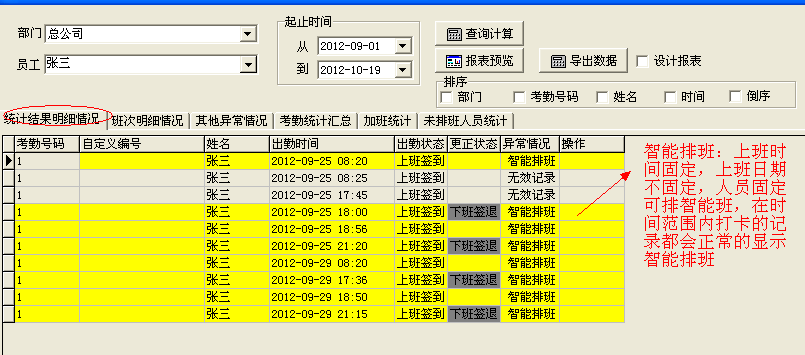 部门 总公司
员工 张三
起止时间
从 2012-09-01
到 2012-10-19
查询计算
报表预览 导出数据 设计报表
排序
部门 考勤号码 姓名 时间 倒序
统计结果明细情况 班次明细情况 其他异常情况 考勤统计汇总 加班统计 未排班人员统计
考勤号码 自定义编号 姓名 出勤时间 出勤状态 更正状态 异常情况 操作
1 张三 2012-09-25 08:20 上班签到 智能排班
1 张三 2012-09-25 08:25 上班签到 无效记录
1 张三 2012-09-25 17:45 上班签到 无效记录
1 张三 2012-09-25 18:00 上班签到 下班签退 智能排班
1 张三 2012-09-25 18:56 上班签到 智能排班
1 张三 2012-09-25 21:20 上班签到 下班签退 智能排班
1 张三 2012-09-29 08:20 上班签到 智能排班
1 张三 2012-09-29 17:36 上班签到 下班签退 智能排班
1 张三 2012-09-29 18:50 上班签到 智能排班
1 张三 2012-09-29 21:15 上班签到 下班签退 智能排班
智能排班：上班时
间固定，上班日期
不固定，人员固定
可排智能班，在时
间范围内打卡的记
录都会正常的显示
智能排班